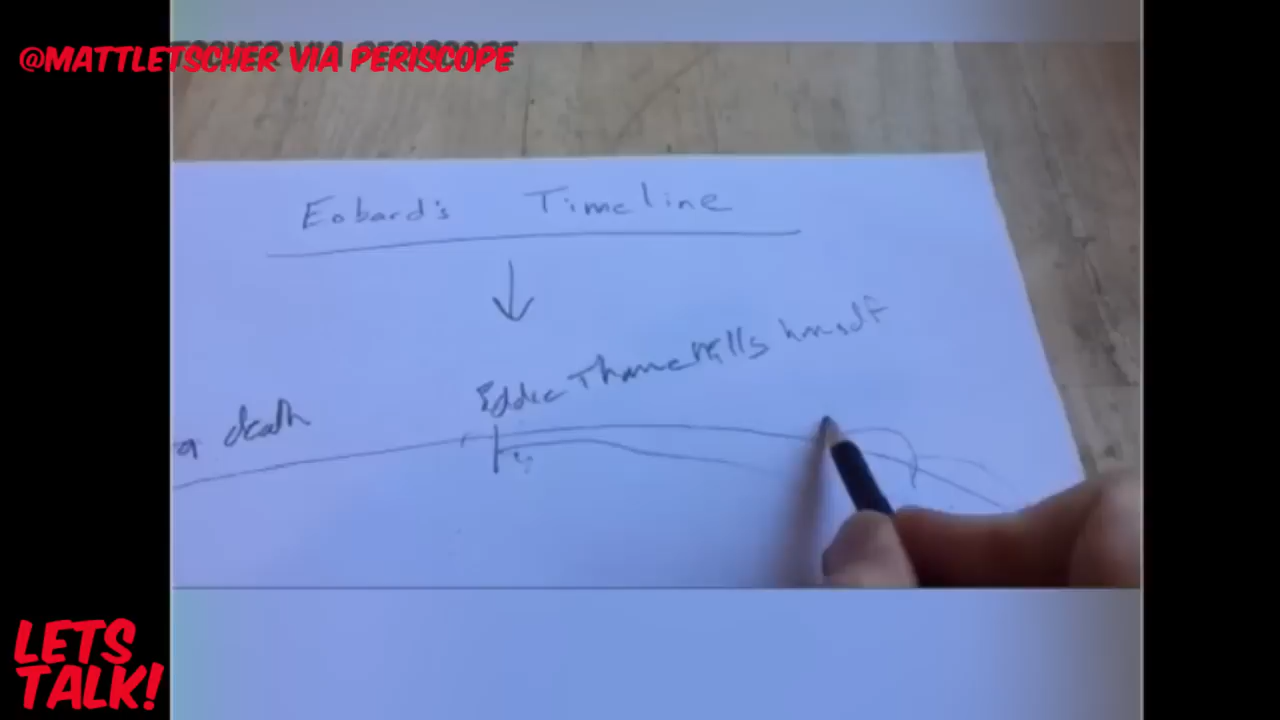 @MATTLETSCHER VIA PERISCOPE
Eobard's Timeline
Eddie Thawne kills himself
death
LETS
TALK!